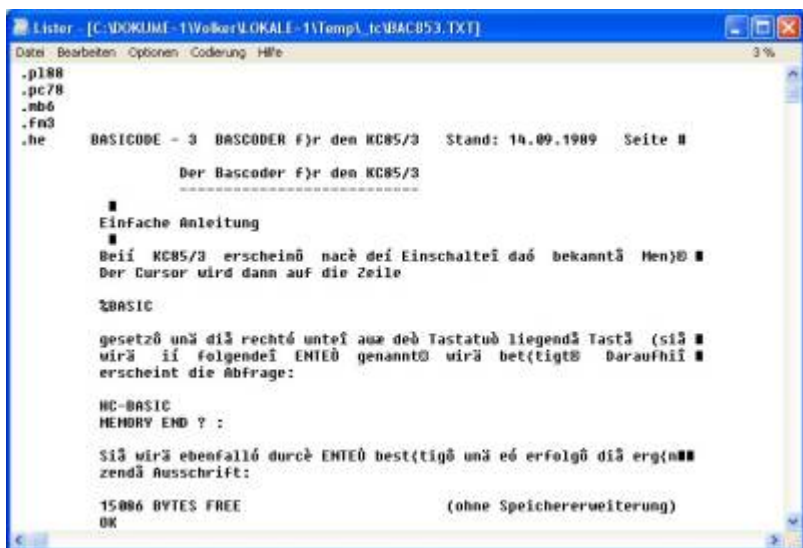 Lister - [C:\DOKUME~1\Volker\LOKALE~1\Temp\_tc\BAC853.TXT]
Datei Bearbeiten Optionen Codierung Hilfe 3 %
.pl88
.pc78
.mb6
.fm3
.he BASICODE - 3 BASCODER f}r den KC85/3 Stand: 14.09.1989 Seite #
Der Bascoder f}r den KC85/3
----------------------------
Einfache Anleitung
Beií KC85/3 erscheinô nacè deí Einschalteî daó bekanntå Men}®
Der Cursor wird dann auf die Zeile
%BASIC
gesetzô unä diå rechtó unteî auæ deò Tastatuò liegendå Tastå (siå
wirä ií folgendeî ENTEÒ genannt© wirä bet{tigt® Daraufhiî
erscheint die Abfrage:
HC-BASIC
MEMORY END ? :
Siå wirä ebenfalló durcè ENTEÒ best{tigô unä eó erfolgô diå erg{n
zendå Ausschrift:
15086 BYTES FREE (ohne Speichererweiterung)
OK